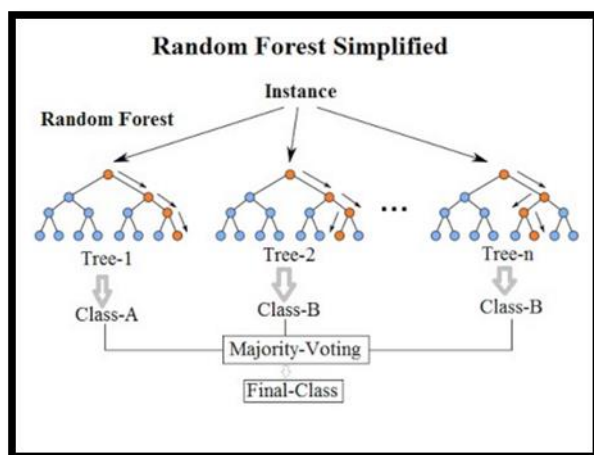 Random Forest Simplified
Instance
Random Forest
...
Tree-1
Tree-2
Tree-n
Class-A
Class-B
Class-B
Majority-Voting
Final-Class